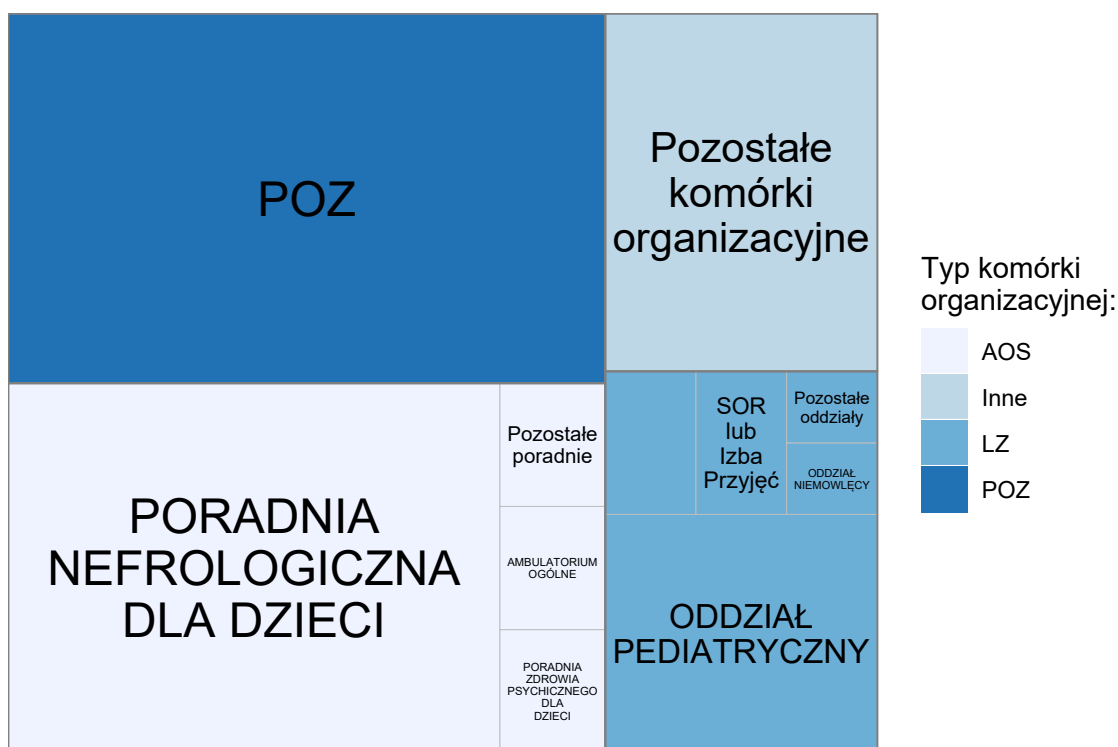 POZ
Pozostałe
komórki
organizacyjne
PORADNIA
NEFROLOGICZNA
DLA DZIECI
Pozostałe
poradnie
AMBULATORIUM
OGÓLNE
PORADNIA
ZDROWIA
PSYCHICZNEGO
DLA
DZIECI
SOR
lub
Izba
Przyjęć
Pozostałe
oddziały
ODDZIAŁ
NIEMOWLĘCY
ODDZIAŁ
PEDIATRYCZNY
Typ komórki
organizacyjnej:
AOS
Inne
LZ
POZ